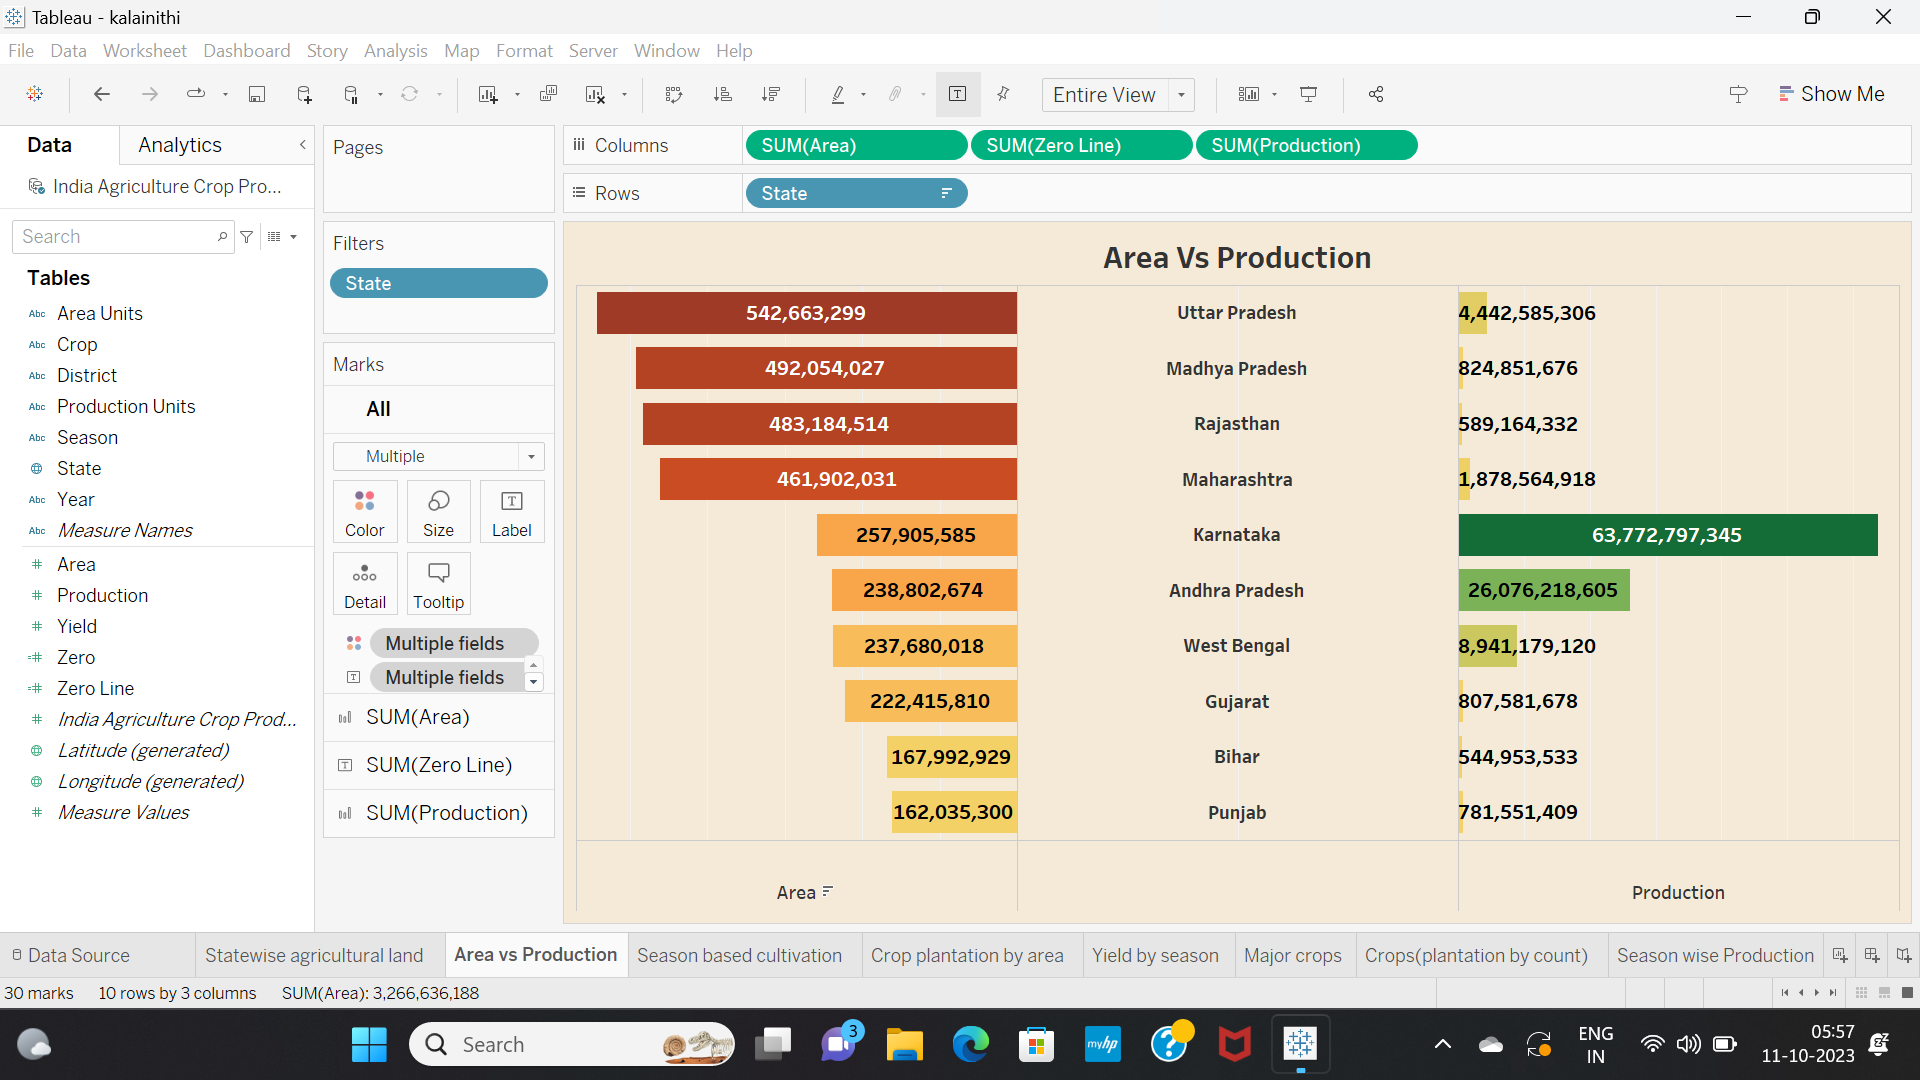 Tableau - kalainithi
File Data Worksheet Dashboard Story Analysis Map Format Server Window Help
Entire View
Show Me
Data Analytics
India Agriculture Crop Pro...
Search
Tables
Abc Area Units
Abc Crop
Abc District
Abc Production Units
Abc Season
State
Abc Year
Abc Measure Names
# Area
# Production
# Yield
=# Zero
=# Zero Line
# India Agriculture Crop Prod...
Latitude (generated)
Longitude (generated)
# Measure Values
Pages
Filters
State
Marks
All
Multiple
Color Size Label
Detail Tooltip
Multiple fields
Multiple fields
SUM(Area)
SUM(Zero Line)
SUM(Production)
Columns SUM(Area) SUM(Zero Line) SUM(Production)
Rows State
Area Vs Production
542,663,299 Uttar Pradesh 4,442,585,306
492,054,027 Madhya Pradesh 824,851,676
483,184,514 Rajasthan 589,164,332
461,902,031 Maharashtra 1,878,564,918
257,905,585 Karnataka 63,772,797,345
238,802,674 Andhra Pradesh 26,076,218,605
237,680,018 West Bengal 8,941,179,120
222,415,810 Gujarat 807,581,678
167,992,929 Bihar 544,953,533
162,035,300 Punjab 781,551,409
Area Production
Data Source Statewise agricultural land Area vs Production Season based cultivation Crop plantation by area Yield by season Major crops Crops(plantation by count) Season wise Production
30 marks 10 rows by 3 columns SUM(Area): 3,266,636,188
Search
3
myhp
ENG
IN
05:57
11-10-2023